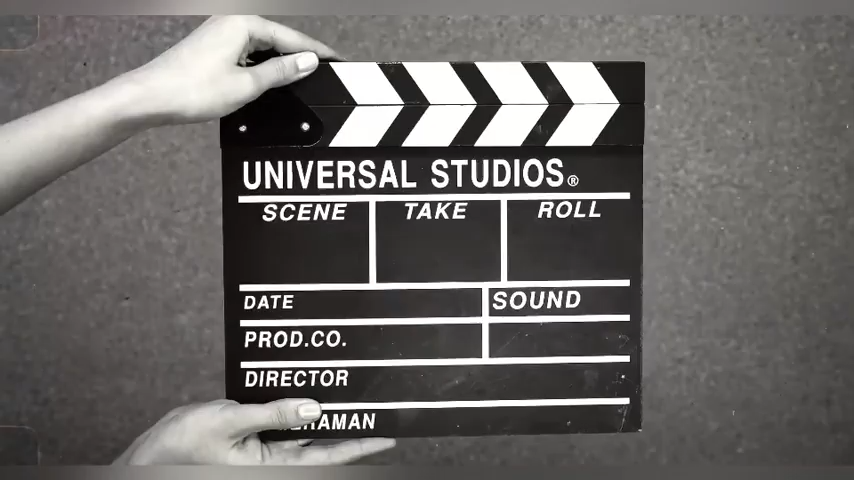 UNIVERSAL STUDIOS®
SCENE TAKE ROLL
DATE SOUND
PROD.CO.
DIRECTOR